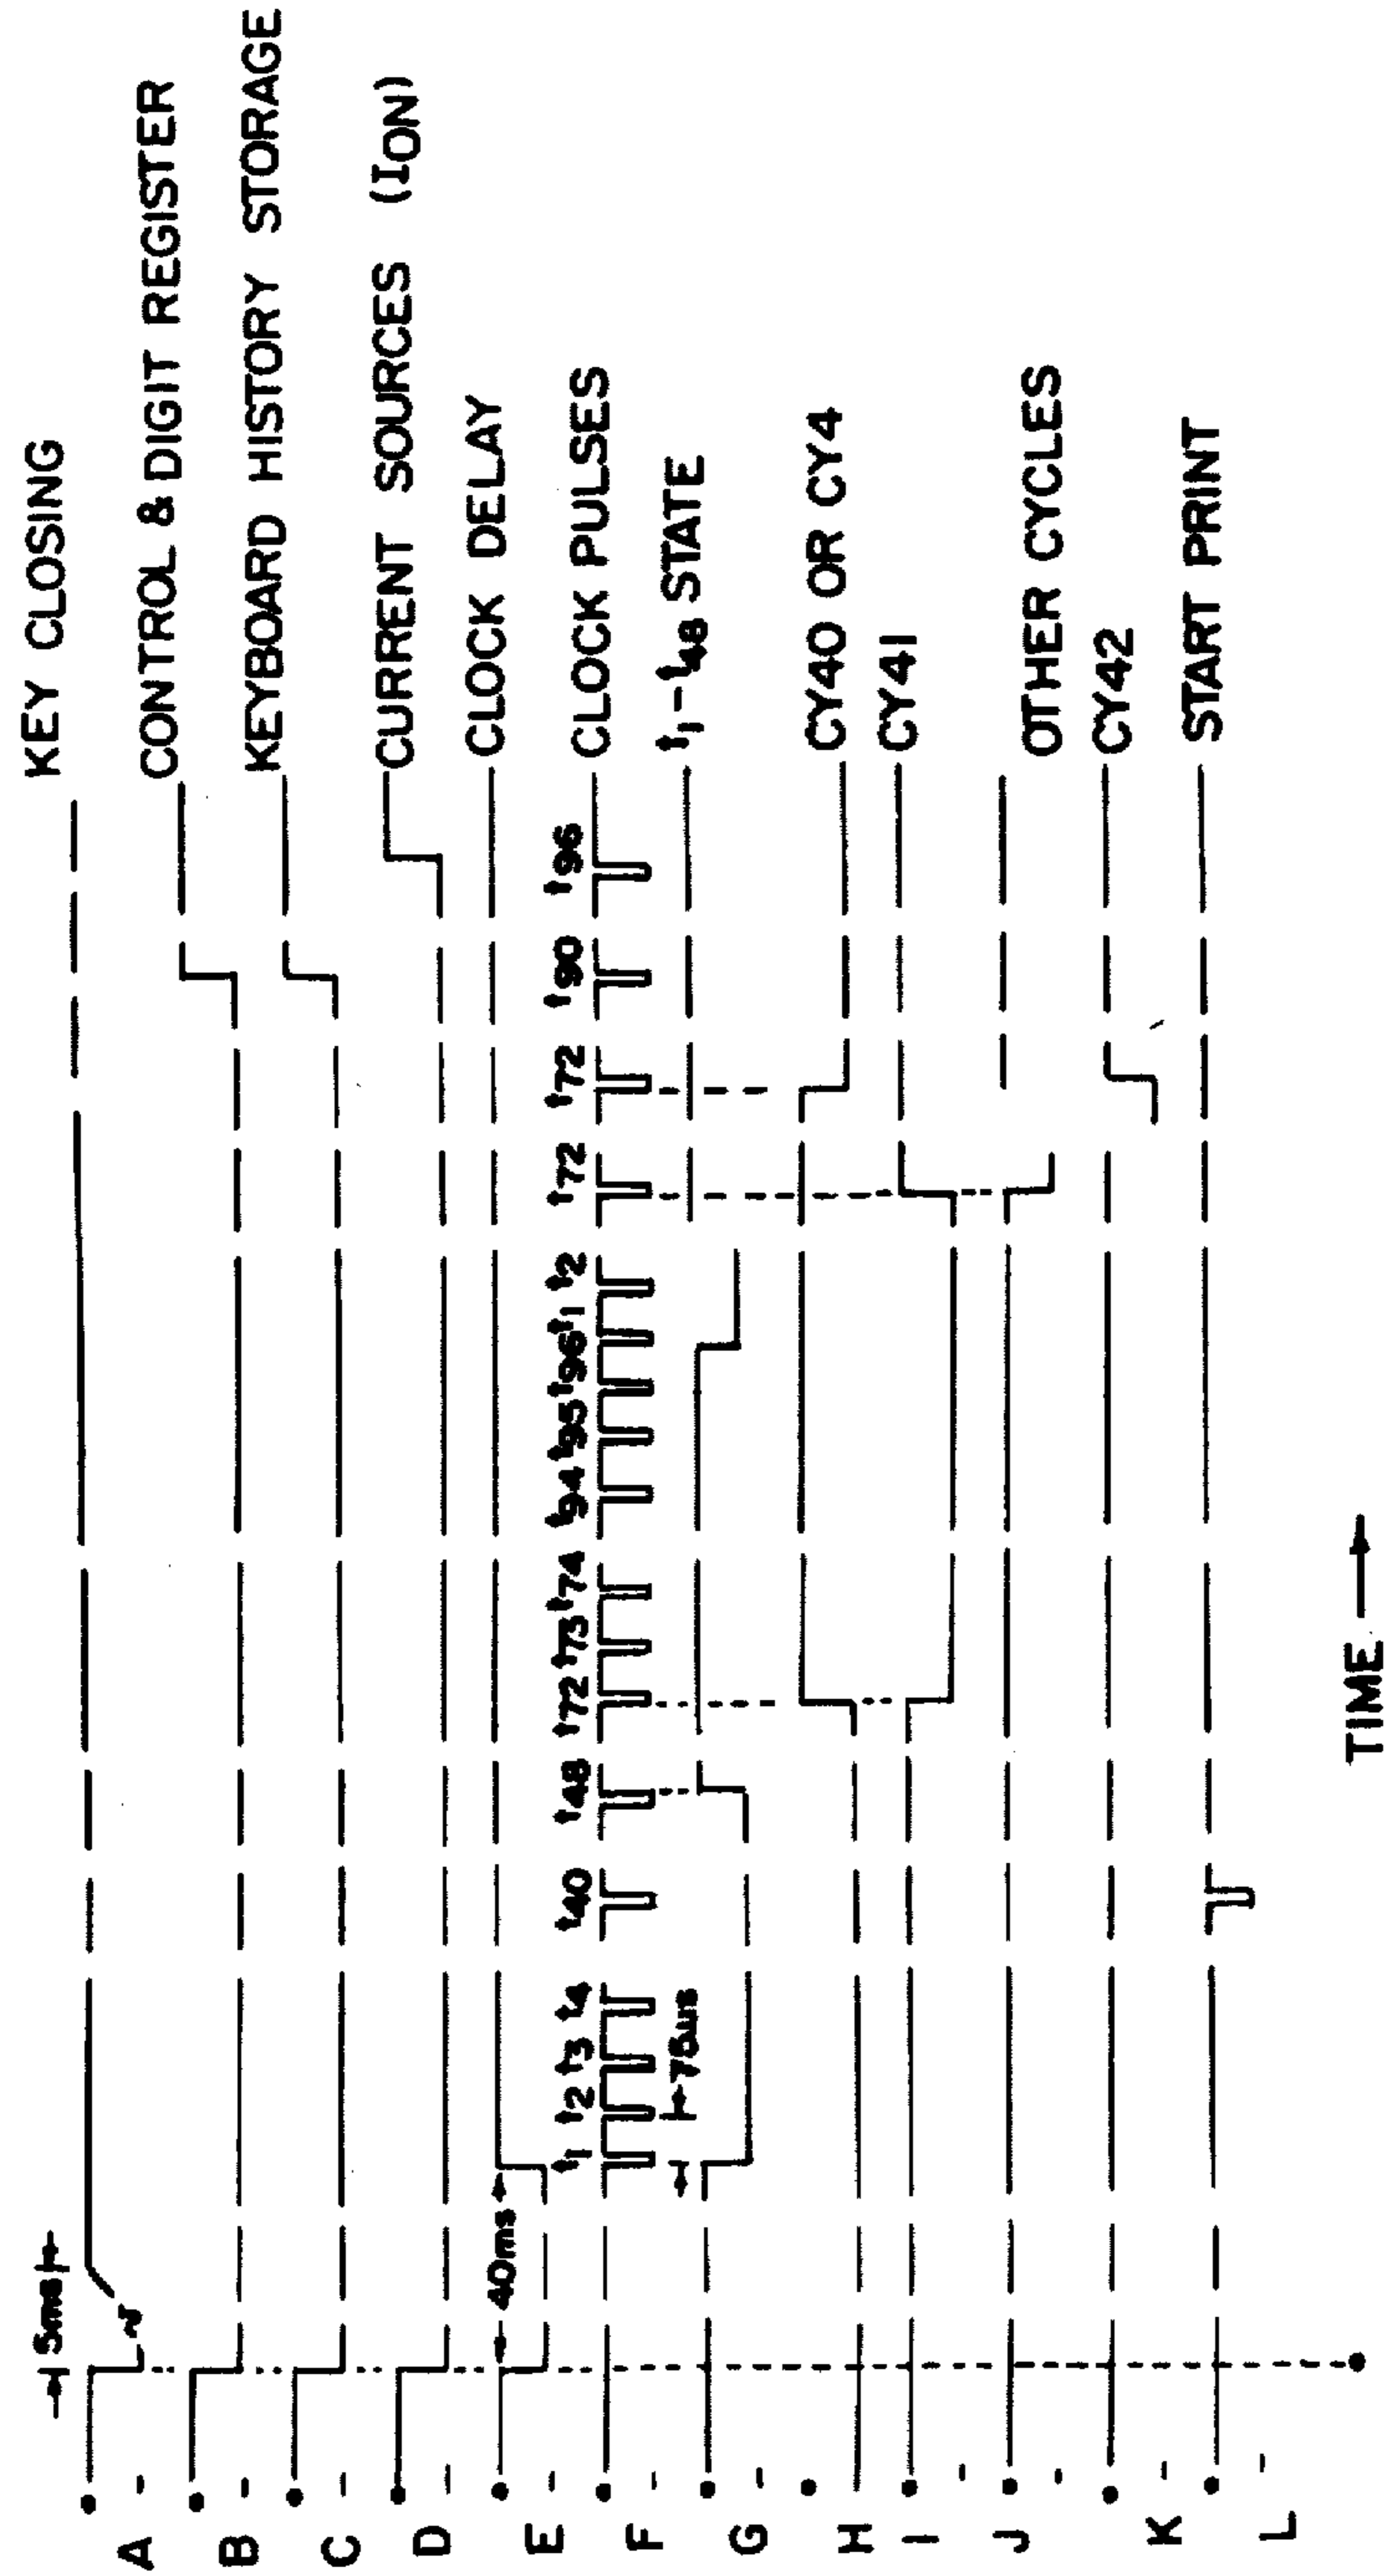 5ms
A KEY CLOSING
B CONTROL & DIGIT REGISTER
C KEYBOARD HISTORY STORAGE
D CURRENT SOURCES (ION)
E 40ms CLOCK DELAY
t1 t2 t3 t4 t40 t48 t72 t73 t74 t94 t95 t96 t1 t2 t72 t72 t90 t96
F CLOCK PULSES
75us
G t1-t48 STATE
H CY40 OR CY4
I CY41
J OTHER CYCLES
K CY42
L START PRINT
TIME